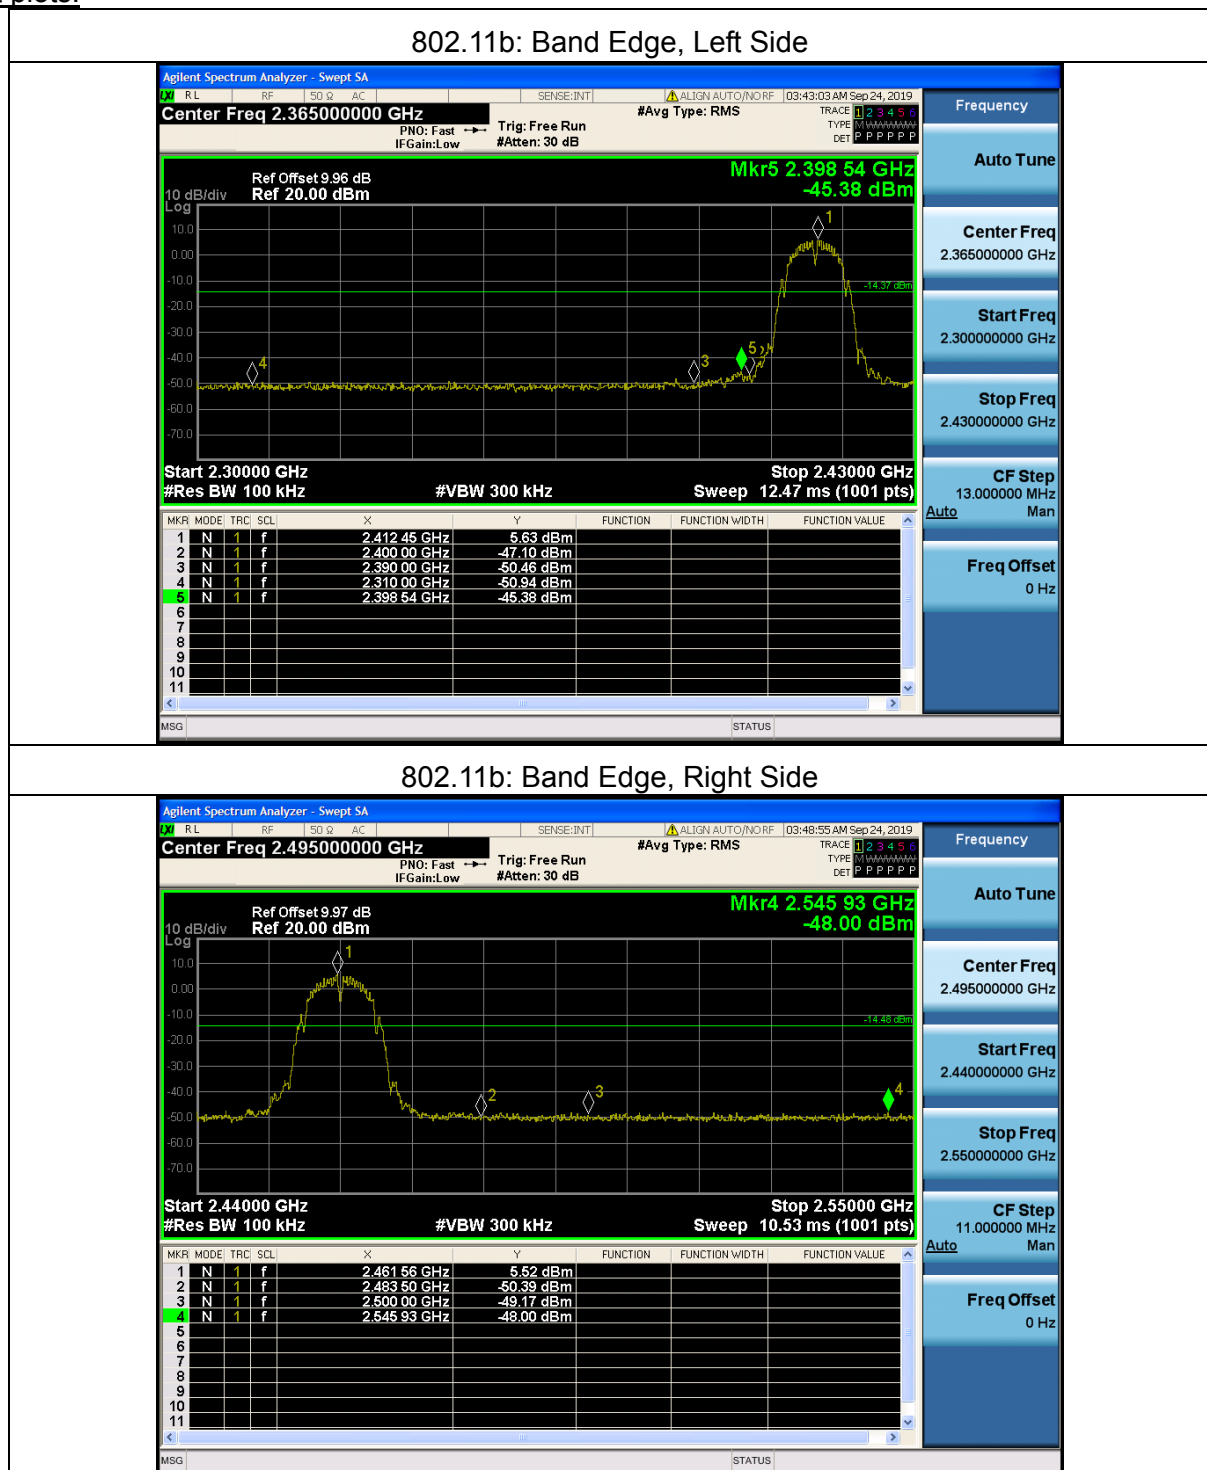 plots:
802.11b: Band Edge, Left Side
Agilent Spectrum Analyzer - Swept SA
LXI RL RF 50 Ω AC SENSE:INT ALIGN AUTO/NO RF 03:43:03 AM Sep 24, 2019
Center Freq 2.365000000 GHz #Avg Type: RMS TRACE 1 2 3 4 5 6
PNO: Fast Trig: Free Run TYPE M WWWWW
IFGain:Low #Atten: 30 dB DET P P P P P P
Frequency
Auto Tune
Mkr5 2.398 54 GHz
-45.38 dBm
Ref Offset 9.96 dB
10 dB/div Ref 20.00 dBm
Log
10.0
0.00
-10.0
-20.0
-30.0
-40.0
-50.0
-60.0
-70.0
1
-14.37 dBm
5
3
4
Center Freq
2.365000000 GHz
Start Freq
2.300000000 GHz
Stop Freq
2.430000000 GHz
CF Step
13.000000 MHz
Auto Man
Freq Offset
0 Hz
Start 2.30000 GHz Stop 2.43000 GHz
#Res BW 100 kHz #VBW 300 kHz Sweep 12.47 ms (1001 pts)
MKR MODE TRC SCL X Y FUNCTION FUNCTION WIDTH FUNCTION VALUE
1 N 1 f 2.412 45 GHz 5.63 dBm
2 N 1 f 2.400 00 GHz -47.10 dBm
3 N 1 f 2.390 00 GHz -50.46 dBm
4 N 1 f 2.310 00 GHz -50.94 dBm
5 N 1 f 2.398 54 GHz -45.38 dBm
6
7
8
9
10
11
MSG STATUS
802.11b: Band Edge, Right Side
Agilent Spectrum Analyzer - Swept SA
LXI RL RF 50 Ω AC SENSE:INT ALIGN AUTO/NO RF 03:48:55 AM Sep 24, 2019
Center Freq 2.495000000 GHz #Avg Type: RMS TRACE 1 2 3 4 5 6
PNO: Fast Trig: Free Run TYPE M WWWWW
IFGain:Low #Atten: 30 dB DET P P P P P P
Frequency
Auto Tune
Mkr4 2.545 93 GHz
-48.00 dBm
Ref Offset 9.97 dB
10 dB/div Ref 20.00 dBm
Log
10.0
0.00
-10.0
-20.0
-30.0
-40.0
-50.0
-60.0
-70.0
1
-14.48 dBm
2
3
4
Center Freq
2.495000000 GHz
Start Freq
2.440000000 GHz
Stop Freq
2.550000000 GHz
CF Step
11.000000 MHz
Auto Man
Freq Offset
0 Hz
Start 2.44000 GHz Stop 2.55000 GHz
#Res BW 100 kHz #VBW 300 kHz Sweep 10.53 ms (1001 pts)
MKR MODE TRC SCL X Y FUNCTION FUNCTION WIDTH FUNCTION VALUE
1 N 1 f 2.461 56 GHz 5.52 dBm
2 N 1 f 2.483 50 GHz -50.39 dBm
3 N 1 f 2.500 00 GHz -49.17 dBm
4 N 1 f 2.545 93 GHz -48.00 dBm
5
6
7
8
9
10
11
MSG STATUS